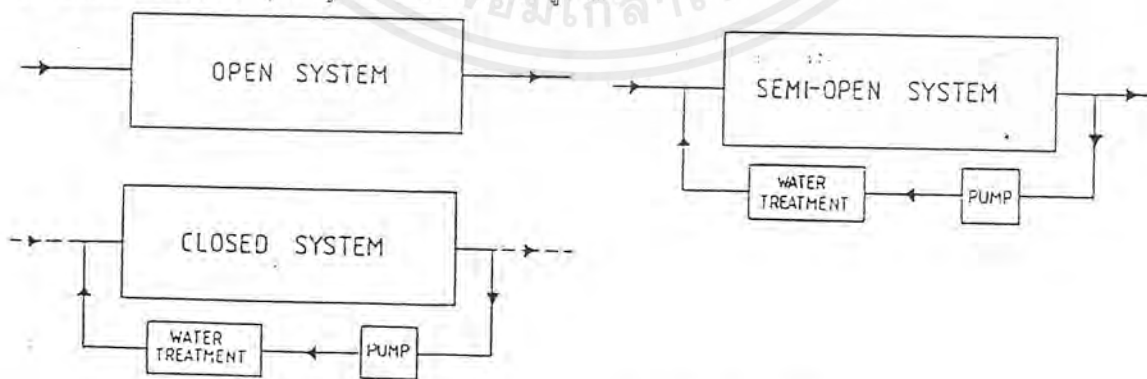 OPEN SYSTEM
SEMI-OPEN SYSTEM
WATER
TREATMENT
PUMP
CLOSED SYSTEM
WATER
TREATMENT
PUMP